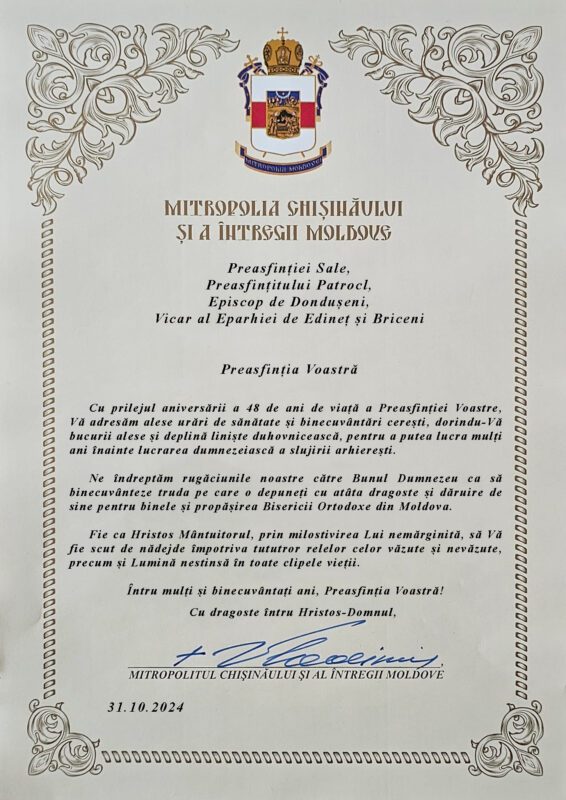 MITROPOLIA MOLDOVEI
MITROPOLIA CHIȘINĂULUI
ȘI A ÎNTREGII MOLDOVE
Preasfinției Sale,
Preasfințitului Patrocl,
Episcop de Dondușeni,
Vicar al Eparhiei de Edineț și Briceni
Preasfinția Voastră
Cu prilejul aniversării a 48 de ani de viață a Preasfinției Voastre,
Vă adresăm alese urări de sănătate și binecuvântări cerești, dorindu-Vă
bucurii alese și deplină liniște duhovnicească, pentru a putea lucra mulți
ani înainte lucrarea dumnezeiască a slujirii arhierești.
Ne îndreptăm rugăciunile noastre către Bunul Dumnezeu ca să
binecuvânteze truda pe care o depuneți cu atâta dragoste și dăruire de
sine pentru binele și propășirea Bisericii Ortodoxe din Moldova.
Fie ca Hristos Mântuitorul, prin milostivirea Lui nemărginită, să Vă
fie scut de nădejde împotriva tututror relelor celor văzute și nevăzute,
precum și Lumină nestinsă în toate clipele vieții.
Întru mulți și binecuvântați ani, Preasfinția Voastră!
Cu dragoste întru Hristos-Domnul,
+ Vladimir,
MITROPOLITUL CHIȘINĂULUI ȘI AL ÎNTREGII MOLDOVE
31.10.2024